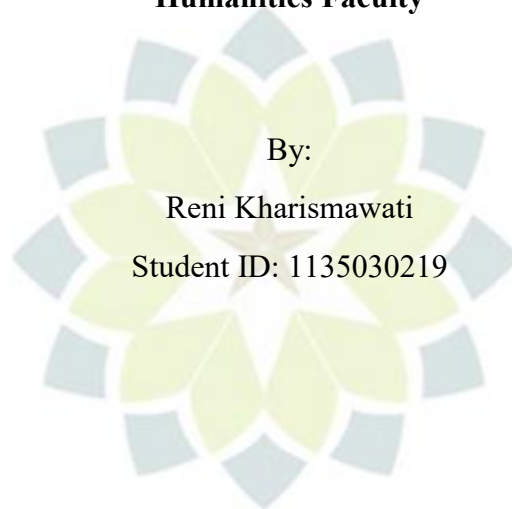 Humanities Faculty
By:
Reni Kharismawati
Student ID: 1135030219